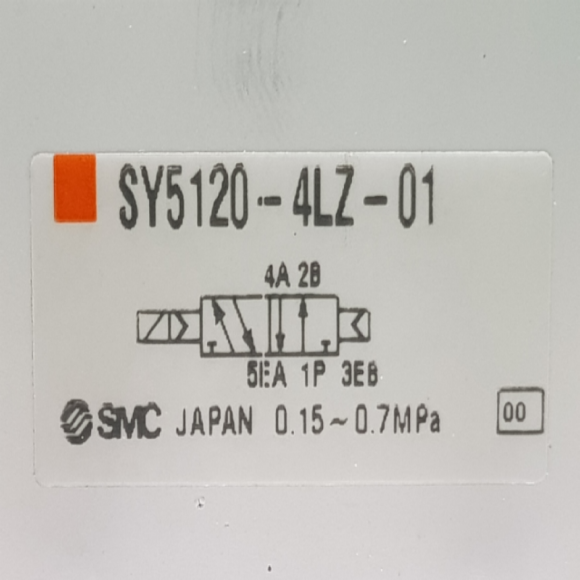 SY5120-4LZ-01
4A 2B
5EA 1P 3EB
SMC JAPAN 0.15~0.7MPa
00